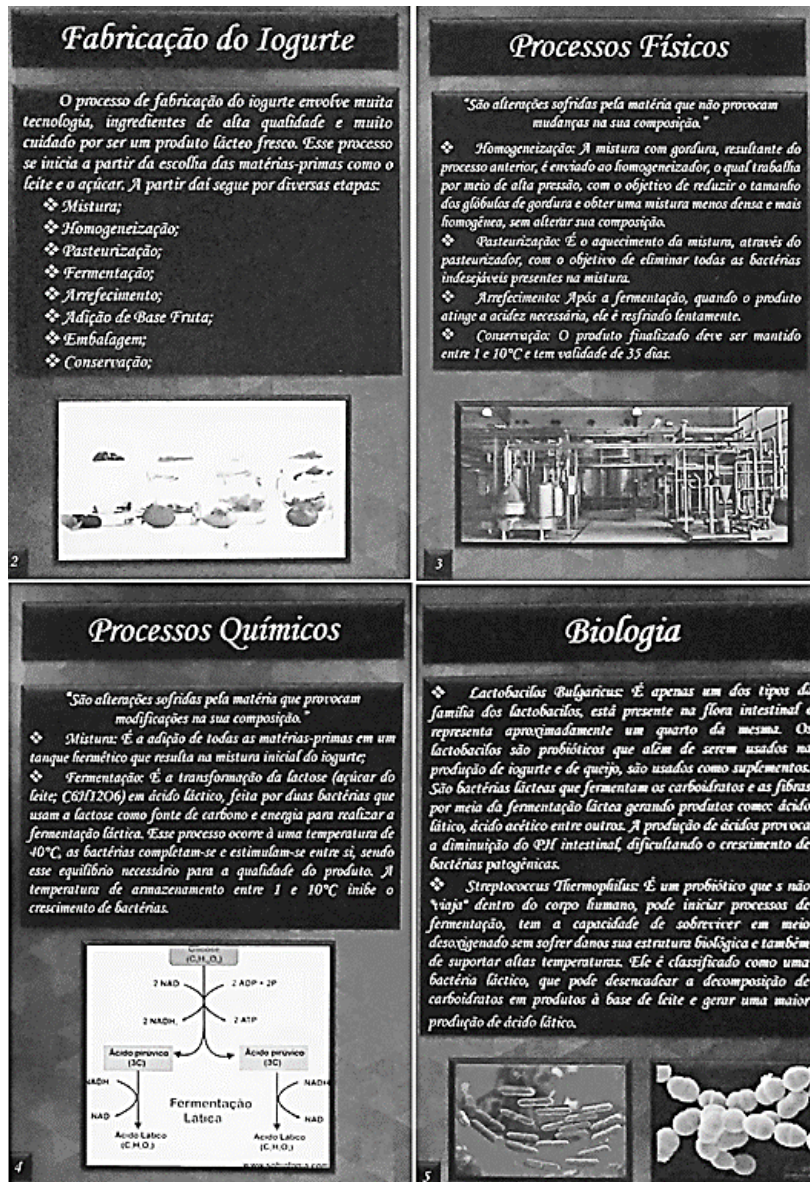 Fabricação do Iogurte
O processo de fabricação do iogurte envolve muita
tecnologia, ingredientes de alta qualidade e muito
cuidado por ser um produto lácteo fresco. Esse processo
se inicia a partir da escolha das matérias-primas como o
leite e o açúcar. A partir daí segue por diversas etapas:
❖ Mistura;
❖ Homogeneização;
❖ Pasteurização;
❖ Fermentação;
❖ Arrefecimento;
❖ Adição de Base Fruta;
❖ Embalagem;
❖ Conservação;
2
Processos Físicos
"São alterações sofridas pela matéria que não provocam
mudanças na sua composição."
❖ Homogeneização: A mistura com gordura, resultante do
processo anterior, é enviado ao homogeneizador, o qual trabalha
por meio de alta pressão, com o objetivo de reduzir o tamanho
dos glóbulos de gordura e obter uma mistura menos densa e mais
homogênea, sem alterar sua composição.
❖ Pasteurização: É o aquecimento da mistura, através do
pasteurizador, com o objetivo de eliminar todas as bactérias
indesejáveis presentes na mistura.
❖ Arrefecimento: Após a fermentação, quando o produto
atinge a acidez necessária, ele é resfriado lentamente.
❖ Conservação: O produto finalizado deve ser mantido
entre 1 e 10°C e tem validade de 35 dias.
3
Processos Químicos
"São alterações sofridas pela matéria que provocam
modificações na sua composição."
❖ Mistura: É a adição de todas as matérias-primas em um
tanque hermético que resulta na mistura inicial do iogurte;
❖ Fermentação: É a transformação da lactose (açúcar do
leite; C6H12O6) em ácido láctico, feita por duas bactérias que
usam a lactose como fonte de carbono e energia para realizar a
fermentação láctica. Esse processo ocorre à uma temperatura de
40°C, as bactérias completam-se e estimulam-se entre si, sendo
esse equilíbrio necessário para a qualidade do produto. A
temperatura de armazenamento entre 1 e 10°C inibe o
crescimento de bactérias.
Glicose
(C₆H₁₂O₆)
2 NAD 2 ADP + 2P
2 NADH₂ 2 ATP
Ácido pirúvico
(3C)
Ácido pirúvico
(3C)
NADH NADH
Fermentação
Lática
NAD NAD
Ácido Lático
(C₃H₆O₃)
Ácido Lático
(C₃H₆O₃)
4
Biologia
❖ Lactobacilos Bulgaricus: É apenas um dos tipos da
família dos lactobacilos, está presente na flora intestinal e
representa aproximadamente um quarto da mesma. Os
lactobacilos são probióticos que além de serem usados na
produção de iogurte e de queijo, são usados como suplementos.
São bactérias lácteas que fermentam os carboidratos e as fibras
por meia da fermentação láctea gerando produtos como: ácido
lático, ácido acético entre outros. A produção de ácidos provoca
a diminuição do PH intestinal, dificultando o crescimento de
bactérias patogênicas.
❖ Streptococcus Thermophilus: É um probiótico que s não
"viaja" dentro do corpo humano, pode iniciar processos de
fermentação, tem a capacidade de sobreviver em meio
desoxigenado sem sofrer danos sua estrutura biológica e também
de suportar altas temperaturas. Ele é classificado como uma
bactéria láctico, que pode desencadear a decomposição de
carboidratos em produtos à base de leite e gerar uma maior
produção de ácido lático.
5